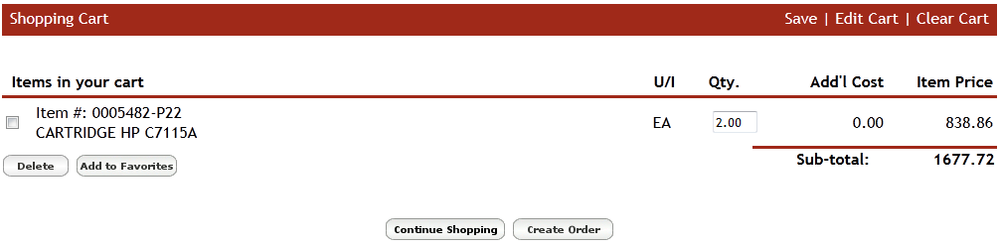 Shopping Cart Save | Edit Cart | Clear Cart
Items in your cart U/I Qty. Add'l Cost Item Price
Item #: 0005482-P22
CARTRIDGE HP C7115A EA 2.00 0.00 838.86
Delete Add to Favorites Sub-total: 1677.72
Continue Shopping Create Order